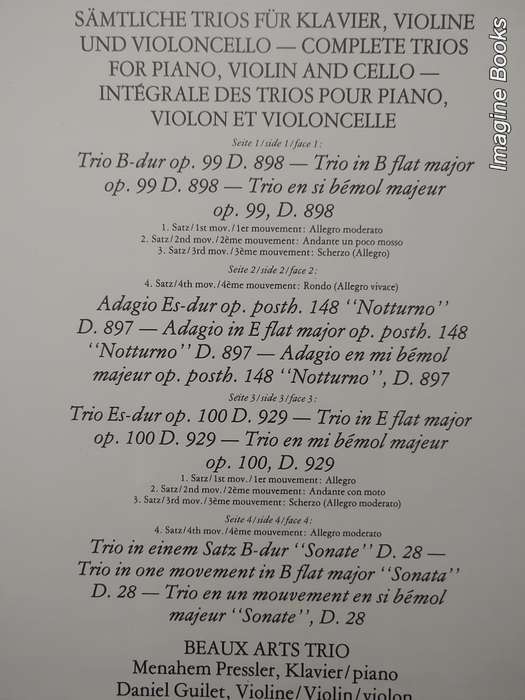 SÄMTLICHE TRIOS FÜR KLAVIER, VIOLINE
UND VIOLONCELLO — COMPLETE TRIOS
FOR PIANO, VIOLIN AND CELLO —
INTÉGRALE DES TRIOS POUR PIANO,
VIOLON ET VIOLONCELLE
Seite 1/side 1/face 1:
Trio B-dur op. 99 D. 898 — Trio in B flat major
op. 99 D. 898 — Trio en si bémol majeur
op. 99, D. 898
1. Satz/1st mov./1er mouvement: Allegro moderato
2. Satz/2nd mov./2ème mouvement: Andante un poco mosso
3. Satz/3rd mov./3ème mouvement: Scherzo (Allegro)
Seite 2/side 2/face 2:
4. Satz/4th mov./4ème mouvement: Rondo (Allegro vivace)
Adagio Es-dur op. posth. 148 ‘‘Notturno’’
D. 897 — Adagio in E flat major op. posth. 148
‘‘Notturno’’ D. 897 — Adagio en mi bémol
majeur op. posth. 148 ‘‘Notturno’’, D. 897
Seite 3/side 3/face 3:
Trio Es-dur op. 100 D. 929 — Trio in E flat major
op. 100 D. 929 — Trio en mi bémol majeur
op. 100, D. 929
1. Satz/1st mov./1er mouvement: Allegro
2. Satz/2nd mov./2ème mouvement: Andante con moto
3. Satz/3rd mov./3ème mouvement: Scherzo (Allegro moderato)
Seite 4/side 4/face 4:
4. Satz/4th mov./4ème mouvement: Allegro moderato
Trio in einem Satz B-dur ‘‘Sonate’’ D. 28 —
Trio in one movement in B flat major ‘‘Sonata’’
D. 28 — Trio en un mouvement en si bémol
majeur ‘‘Sonate’’, D. 28
BEAUX ARTS TRIO
Menahem Pressler, Klavier/piano
Daniel Guilet, Violine/Violin/violon
Imagine Books